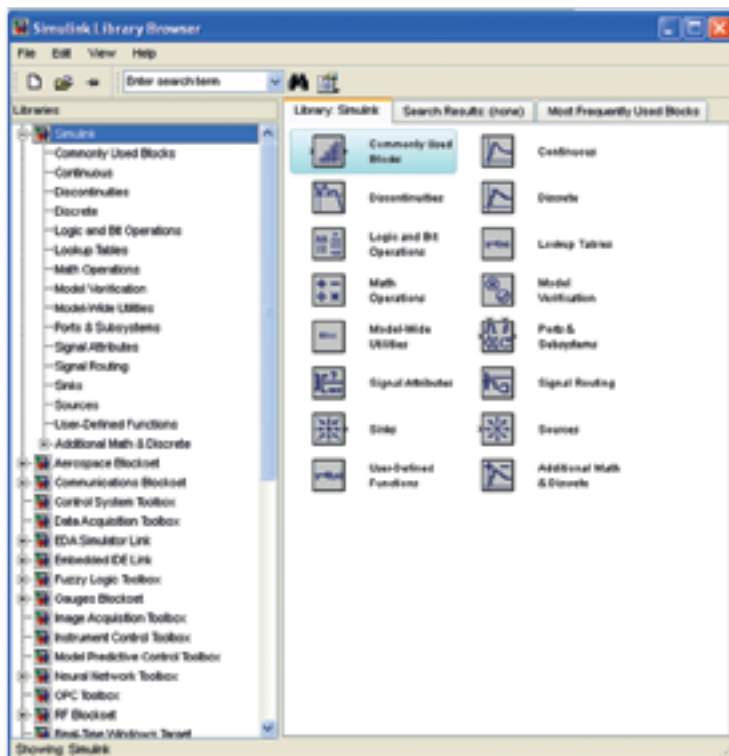 Simulink Library Browser
File Edit View Help
Enter search term
Libraries
Library: Simulink Search Results: (none) Most Frequently Used Blocks
Simulink
Commonly Used Blocks
Continuous
Discontinuities
Discrete
Logic and Bit Operations
Lookup Tables
Math Operations
Model Verification
Model-Wide Utilities
Ports & Subsystems
Signal Attributes
Signal Routing
Sinks
Sources
User-Defined Functions
Additional Math & Discrete
Aerospace Blockset
Communications Blockset
Control System Toolbox
Data Acquisition Toolbox
EDA Simulator Link
Embedded IDE Link
Fuzzy Logic Toolbox
Gauges Blockset
Image Acquisition Toolbox
Instrument Control Toolbox
Model Predictive Control Toolbox
Neural Network Toolbox
OPC Toolbox
RF Blockset
Real-Time Windows Target
Commonly Used
Blocks
Continuous
Discontinuities
Discrete
Logic and Bit
Operations
Lookup Tables
Math
Operations
Model
Verification
Model-Wide
Utilities
Ports &
Subsystems
Signal Attributes
Signal Routing
Sinks
Sources
User-Defined
Functions
Additional Math
& Discrete
Showing: Simulink